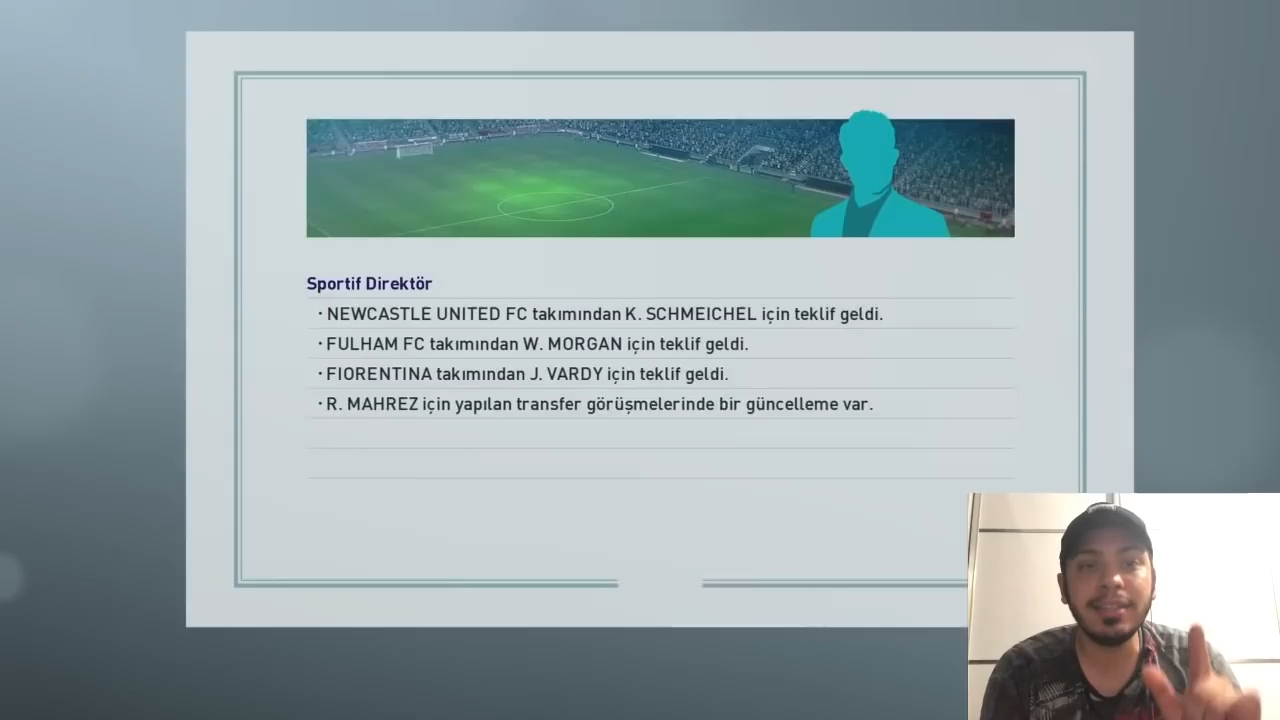 Sportif Direktör
· NEWCASTLE UNITED FC takımından K. SCHMEICHEL için teklif geldi.
· FULHAM FC takımından W. MORGAN için teklif geldi.
· FIORENTINA takımından J. VARDY için teklif geldi.
· R. MAHREZ için yapılan transfer görüşmelerinde bir güncelleme var.